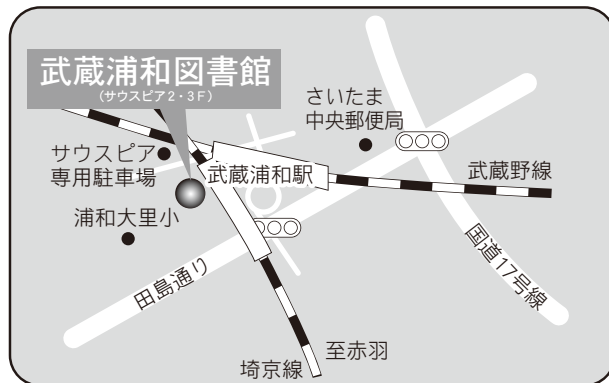 武蔵浦和図書館
(サウスピア2・3F)
さいたま
中央郵便局
サウスピア
専用駐車場
武蔵浦和駅
武蔵野線
浦和大里小
田島通り
国道17号線
至赤羽
埼京線